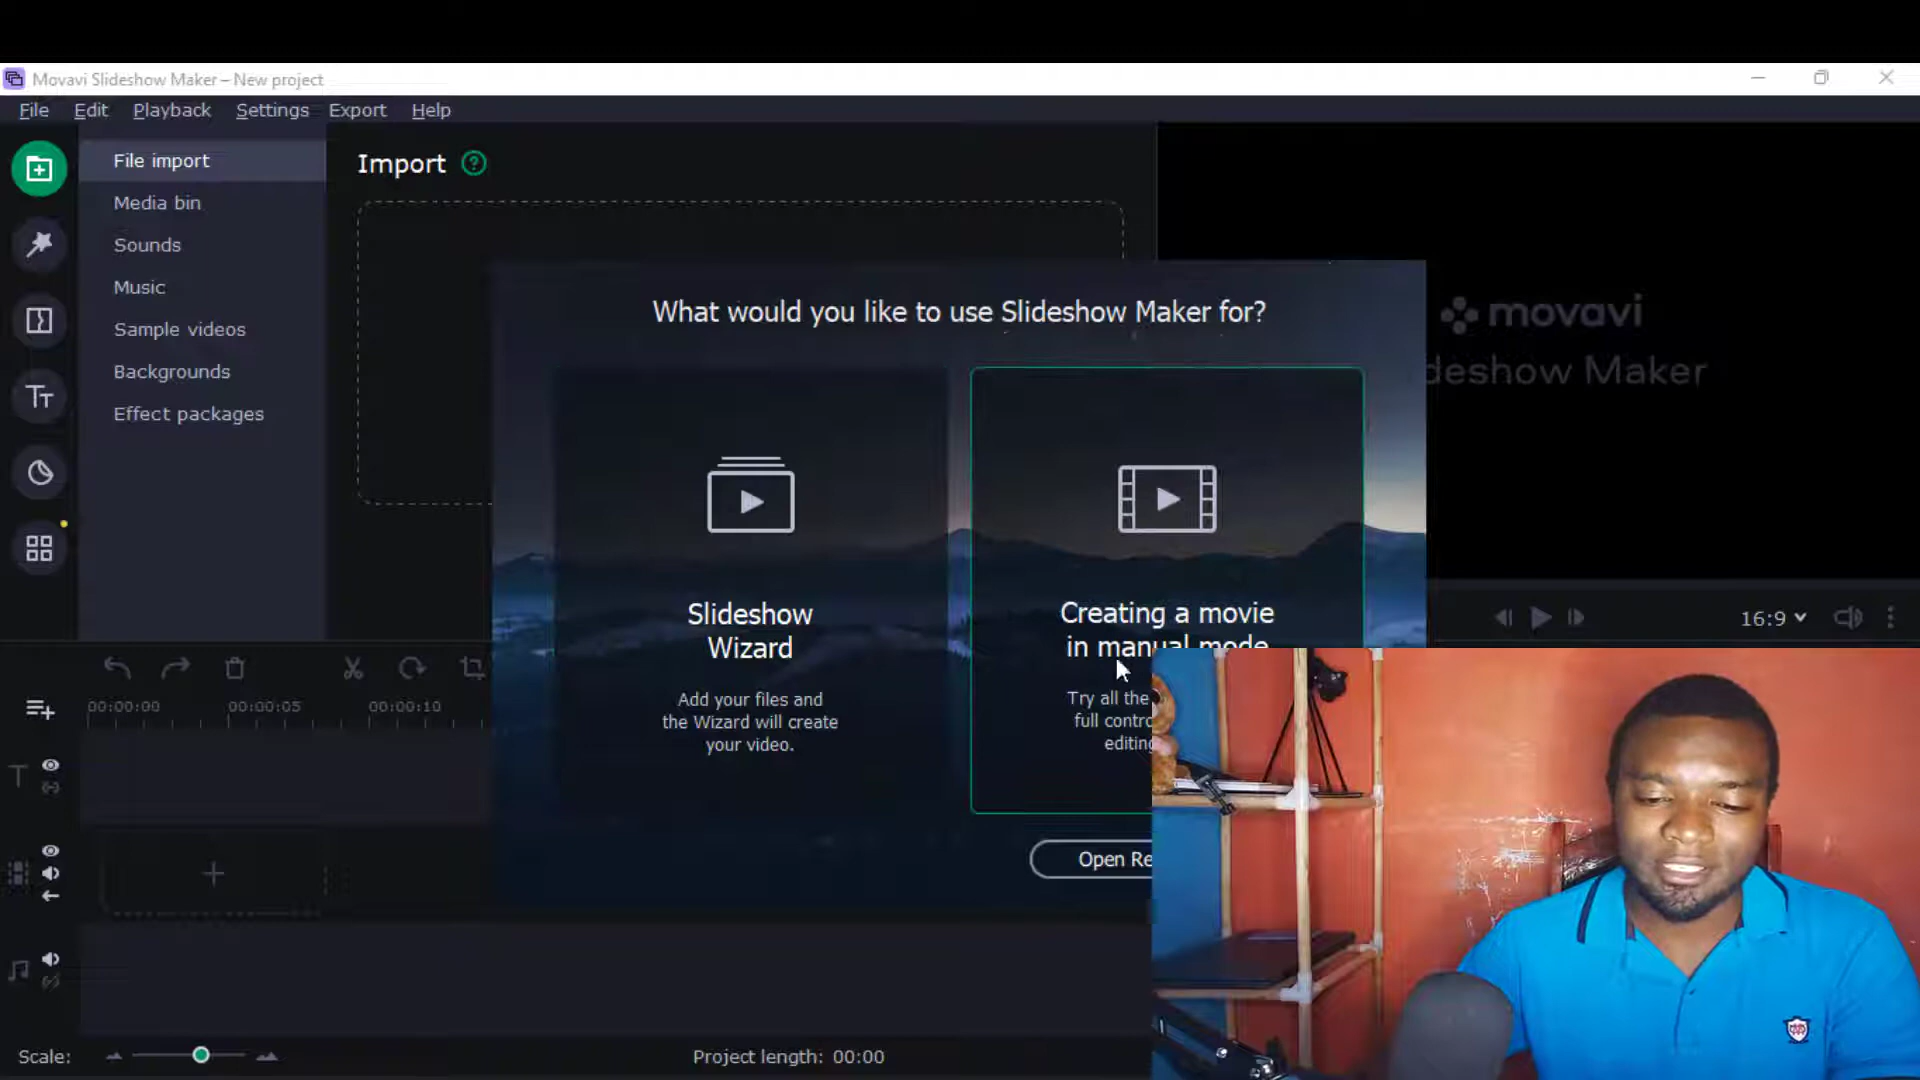 Movavi Slideshow Maker – New project
File Edit Playback Settings Export Help
File import
Media bin
Sounds
Music
Sample videos
Backgrounds
Effect packages
Import ?
movavi
deshow Maker
What would you like to use Slideshow Maker for?
Slideshow
Wizard
Add your files and
the Wizard will create
your video.
Creating a movie
in manual mode
Try all the
full contro
editing
Open Re
16:9
00:00:00 00:00:05 00:00:10
Scale:
Project length: 00:00